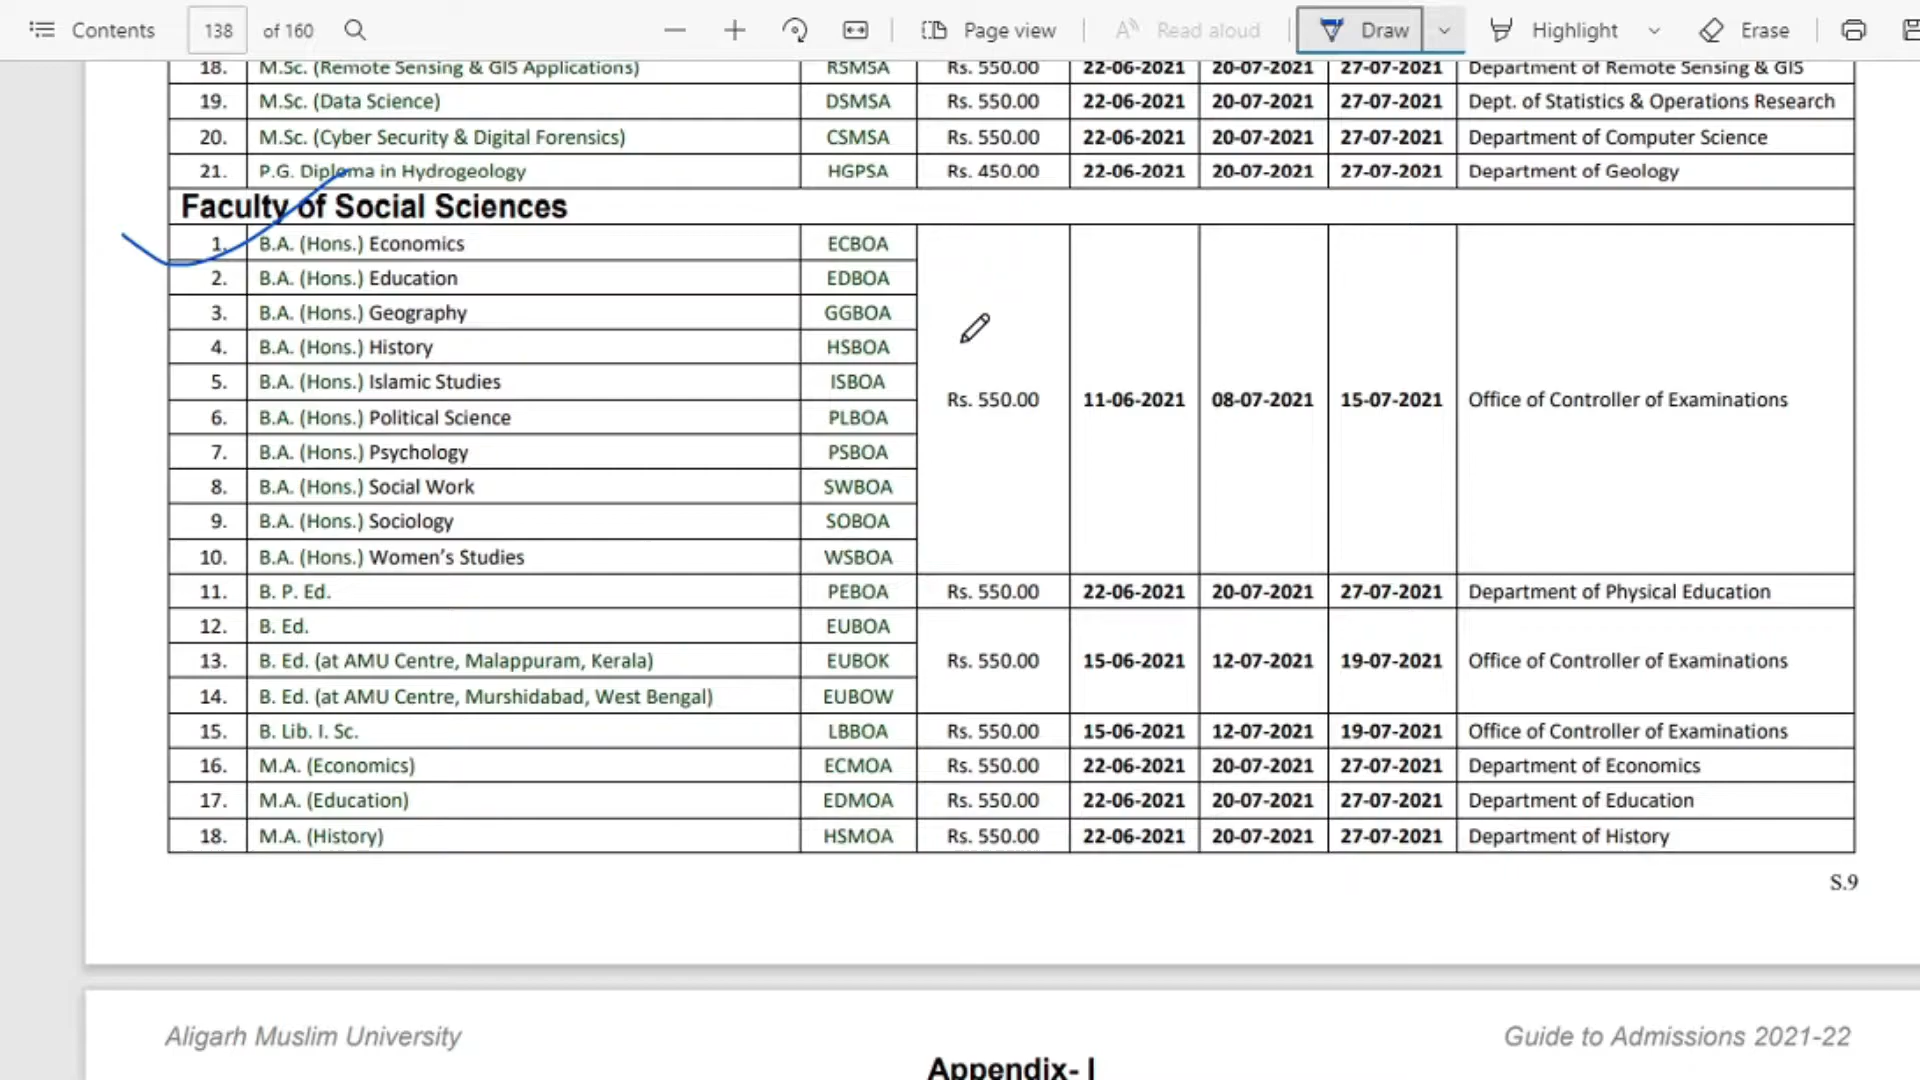 Contents 138 of 160 Page view Read aloud Draw Highlight Erase
18. M.Sc. (Remote Sensing & GIS Applications) RSMSA Rs. 550.00 22-06-2021 20-07-2021 27-07-2021 Department of Remote Sensing & GIS
19. M.Sc. (Data Science) DSMSA Rs. 550.00 22-06-2021 20-07-2021 27-07-2021 Dept. of Statistics & Operations Research
20. M.Sc. (Cyber Security & Digital Forensics) CSMSA Rs. 550.00 22-06-2021 20-07-2021 27-07-2021 Department of Computer Science
21. P.G. Diploma in Hydrogeology HGPSA Rs. 450.00 22-06-2021 20-07-2021 27-07-2021 Department of Geology
Faculty of Social Sciences
1. B.A. (Hons.) Economics ECBOA
2. B.A. (Hons.) Education EDBOA
3. B.A. (Hons.) Geography GGBOA
4. B.A. (Hons.) History HSBOA
5. B.A. (Hons.) Islamic Studies ISBOA
Rs. 550.00 11-06-2021 08-07-2021 15-07-2021 Office of Controller of Examinations
6. B.A. (Hons.) Political Science PLBOA
7. B.A. (Hons.) Psychology PSBOA
8. B.A. (Hons.) Social Work SWBOA
9. B.A. (Hons.) Sociology SOBOA
10. B.A. (Hons.) Women’s Studies WSBOA
11. B. P. Ed. PEBOA Rs. 550.00 22-06-2021 20-07-2021 27-07-2021 Department of Physical Education
12. B. Ed. EUBOA
13. B. Ed. (at AMU Centre, Malappuram, Kerala) EUBOK Rs. 550.00 15-06-2021 12-07-2021 19-07-2021 Office of Controller of Examinations
14. B. Ed. (at AMU Centre, Murshidabad, West Bengal) EUBOW
15. B. Lib. I. Sc. LBBOA Rs. 550.00 15-06-2021 12-07-2021 19-07-2021 Office of Controller of Examinations
16. M.A. (Economics) ECMOA Rs. 550.00 22-06-2021 20-07-2021 27-07-2021 Department of Economics
17. M.A. (Education) EDMOA Rs. 550.00 22-06-2021 20-07-2021 27-07-2021 Department of Education
18. M.A. (History) HSMOA Rs. 550.00 22-06-2021 20-07-2021 27-07-2021 Department of History
S.9
Aligarh Muslim University Guide to Admissions 2021-22
Appendix- I